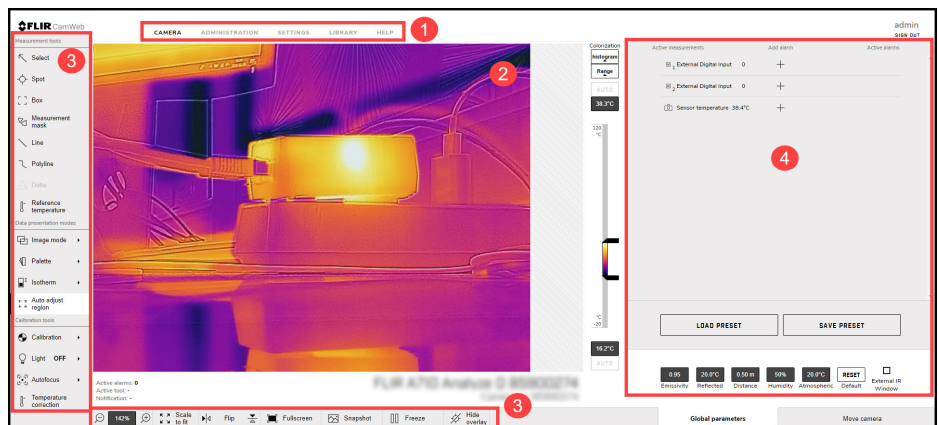 FLIR CamWeb
CAMERA ADMINISTRATION SETTINGS LIBRARY HELP
1
admin
SIGN OUT
Measurement tools
3
Select
Spot
Box
Measurement
mask
Line
Polyline
Delta
Reference
temperature
Data presentation modes
Image mode
Palette
Isotherm
Auto adjust
region
Calibration tools
Calibration
Light OFF
Autofocus
Temperature
correction
2
Colorization
histogram
Range
AUTO
38.3°C
120
°C
°C
-20
16.2°C
AUTO
Active measurements Add alarm Active alarms
1 External Digital Input 0 +
2 External Digital Input 0 +
Sensor temperature 38.4°C +
4
LOAD PRESET SAVE PRESET
0.95 20.0°C 0.50 m 50% 20.0°C RESET
Emissivity Reflected Distance Humidity Atmospheric Default External IR
Window
Active alarms: 0
Active tool: -
Notification: -
FLIR A710
3
142% Scale
to fit Flip Fullscreen Snapshot Freeze Hide
overlay
Global parameters Move camera